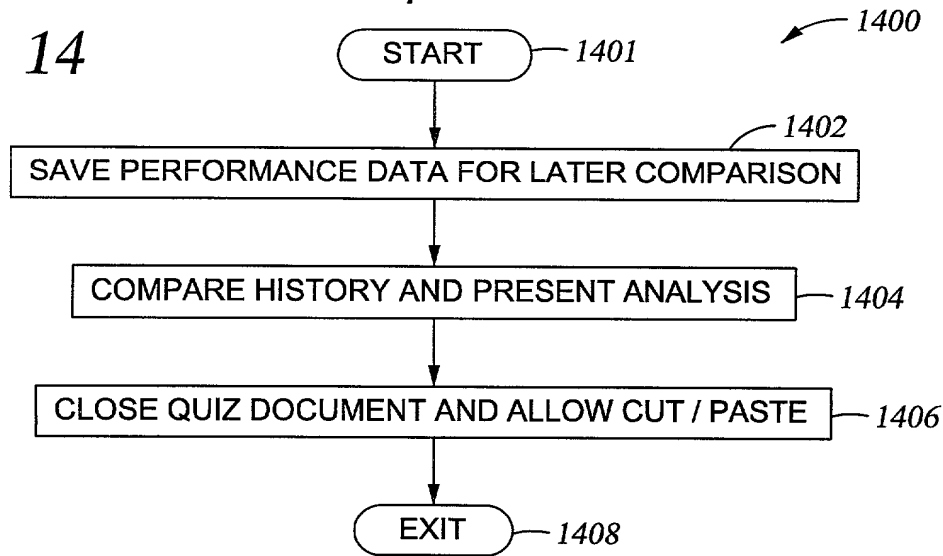 1400
14
START 1401
1402
SAVE PERFORMANCE DATA FOR LATER COMPARISON
COMPARE HISTORY AND PRESENT ANALYSIS 1404
CLOSE QUIZ DOCUMENT AND ALLOW CUT / PASTE 1406
EXIT 1408